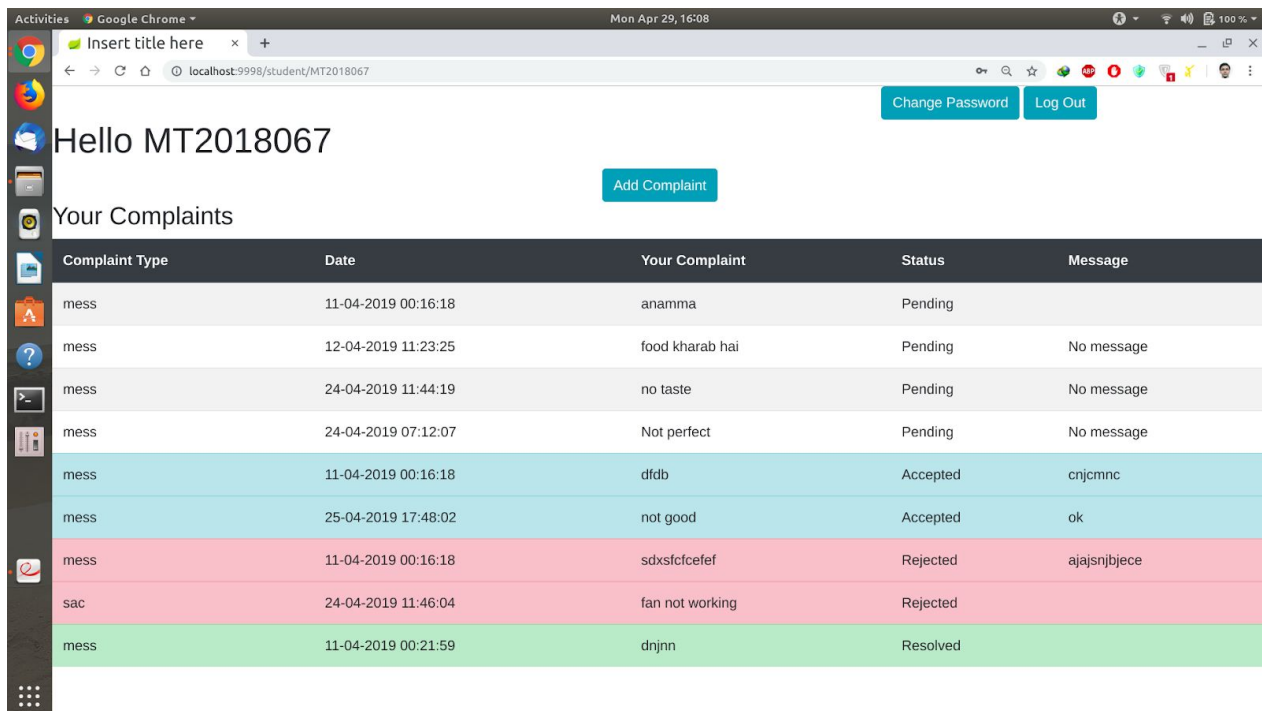 Activities Google Chrome Mon Apr 29, 16:08 100 %
Insert title here × +
localhost:9998/student/MT2018067
Change Password Log Out
Hello MT2018067
Add Complaint
Your Complaints
Complaint Type Date Your Complaint Status Message
mess 11-04-2019 00:16:18 anamma Pending
mess 12-04-2019 11:23:25 food kharab hai Pending No message
mess 24-04-2019 11:44:19 no taste Pending No message
mess 24-04-2019 07:12:07 Not perfect Pending No message
mess 11-04-2019 00:16:18 dfdb Accepted cnjcmnc
mess 25-04-2019 17:48:02 not good Accepted ok
mess 11-04-2019 00:16:18 sdxsfcfcefef Rejected ajajsnjbjece
sac 24-04-2019 11:46:04 fan not working Rejected
mess 11-04-2019 00:21:59 dnjnn Resolved